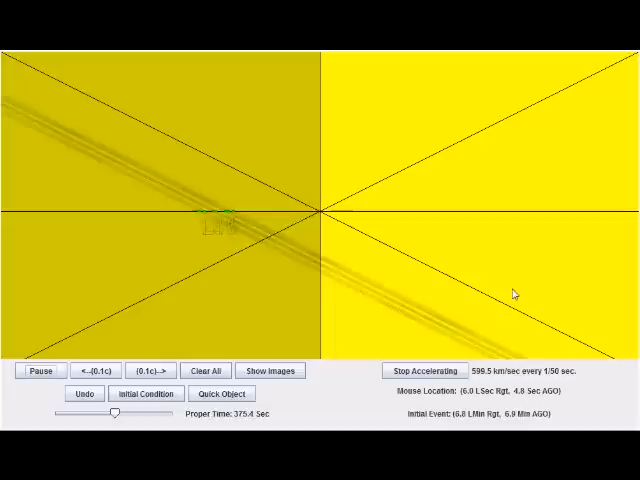 Pause <--(0.1c) (0.1c)--> Clear All Show Images Stop Accelerating 599.5 km/sec every 1/50 sec.
Undo Initial Condition Quick Object Mouse Location: (6.0 LSec Rgt, 4.8 Sec AGO)
Proper Time: 375.4 Sec Initial Event: (6.8 LMin Rgt, 6.9 Min AGO)